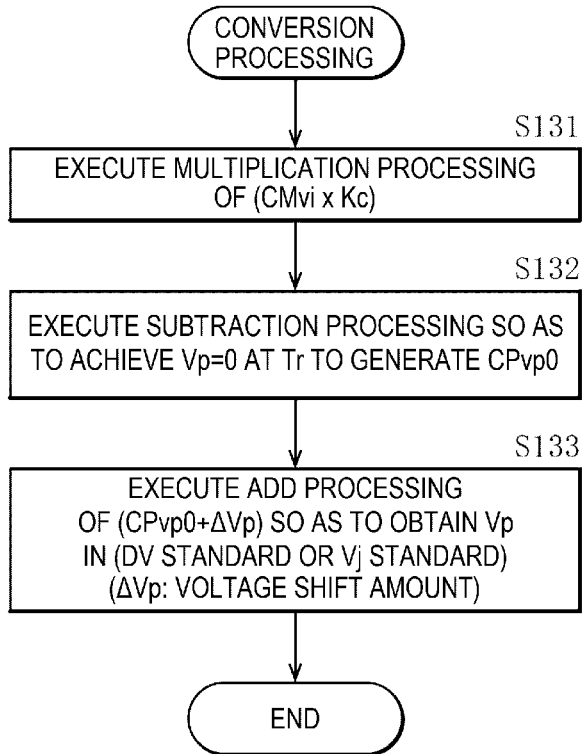 CONVERSION
PROCESSING
S131
EXECUTE MULTIPLICATION PROCESSING
OF (CMvi x Kc)
S132
EXECUTE SUBTRACTION PROCESSING SO AS
TO ACHIEVE Vp=0 AT Tr TO GENERATE CPvp0
S133
EXECUTE ADD PROCESSING
OF (CPvp0+ΔVp) SO AS TO OBTAIN Vp
IN (DV STANDARD OR Vj STANDARD)
(ΔVp: VOLTAGE SHIFT AMOUNT)
END